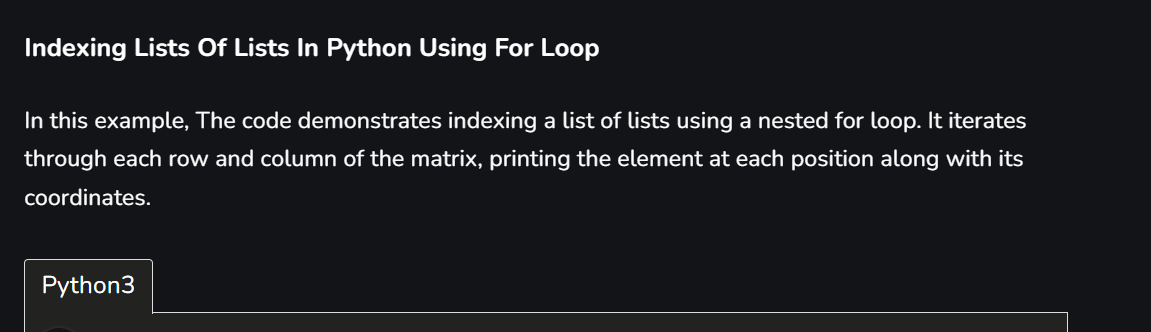 Indexing Lists Of Lists In Python Using For Loop
In this example, The code demonstrates indexing a list of lists using a nested for loop. It iterates
through each row and column of the matrix, printing the element at each position along with its
coordinates.
Python3